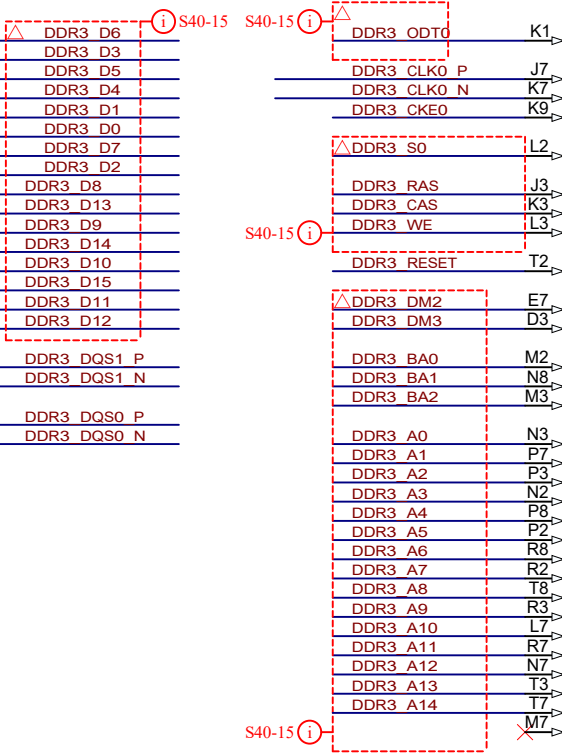 i S40-15
DDR3_D6
DDR3_D3
DDR3_D5
DDR3_D4
DDR3_D1
DDR3_D0
DDR3_D7
DDR3_D2
DDR3_D8
DDR3_D13
DDR3_D9
DDR3_D14
DDR3_D10
DDR3_D15
DDR3_D11
DDR3_D12
DDR3_DQS1_P
DDR3_DQS1_N
DDR3_DQS0_P
DDR3_DQS0_N
S40-15 i
DDR3_ODT0 K1
DDR3_CLK0_P J7
DDR3_CLK0_N K7
DDR3_CKE0 K9
DDR3_S0 L2
DDR3_RAS J3
DDR3_CAS K3
S40-15 i DDR3_WE L3
DDR3_RESET T2
DDR3_DM2 E7
DDR3_DM3 D3
DDR3_BA0 M2
DDR3_BA1 N8
DDR3_BA2 M3
DDR3_A0 N3
DDR3_A1 P7
DDR3_A2 P3
DDR3_A3 N2
DDR3_A4 P8
DDR3_A5 P2
DDR3_A6 R8
DDR3_A7 R2
DDR3_A8 T8
DDR3_A9 R3
DDR3_A10 L7
DDR3_A11 R7
DDR3_A12 N7
DDR3_A13 T3
DDR3_A14 T7
S40-15 i M7